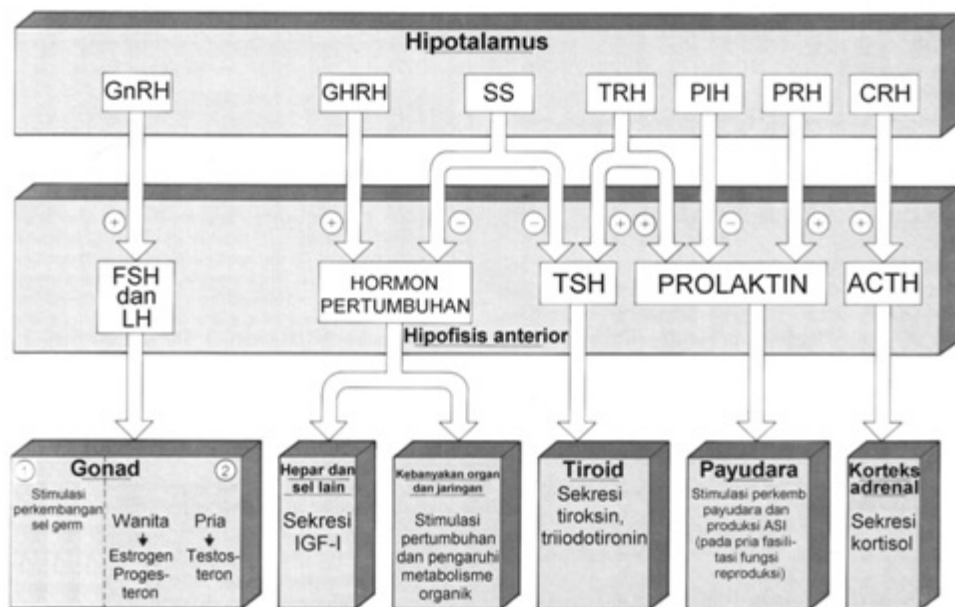 Hipotalamus
GnRH
GHRH
SS
TRH
PIH
PRH
CRH
+
+
−
−
+
+
−
+
+
FSH
dan
LH
HORMON
PERTUMBUHAN
TSH
PROLAKTIN
ACTH
Hipofisis anterior
1
Gonad
2
Stimulasi
perkembangan
sel germ
Wanita
Estrogen
Proges-
teron
Pria
Testos-
teron
Hepar dan
sel lain
Sekresi
IGF-I
Kebanyakan organ
dan jaringan
Stimulasi
pertumbuhan
dan pengaruhi
metabolisme
organik
Tiroid
Sekresi
tiroksin,
triiodotironin
Payudara
Stimulasi perkemb
payudara dan
produksi ASI
(pada pria fasili-
tasi fungsi
reproduksi)
Korteks
adrenal
Sekresi
kortisol